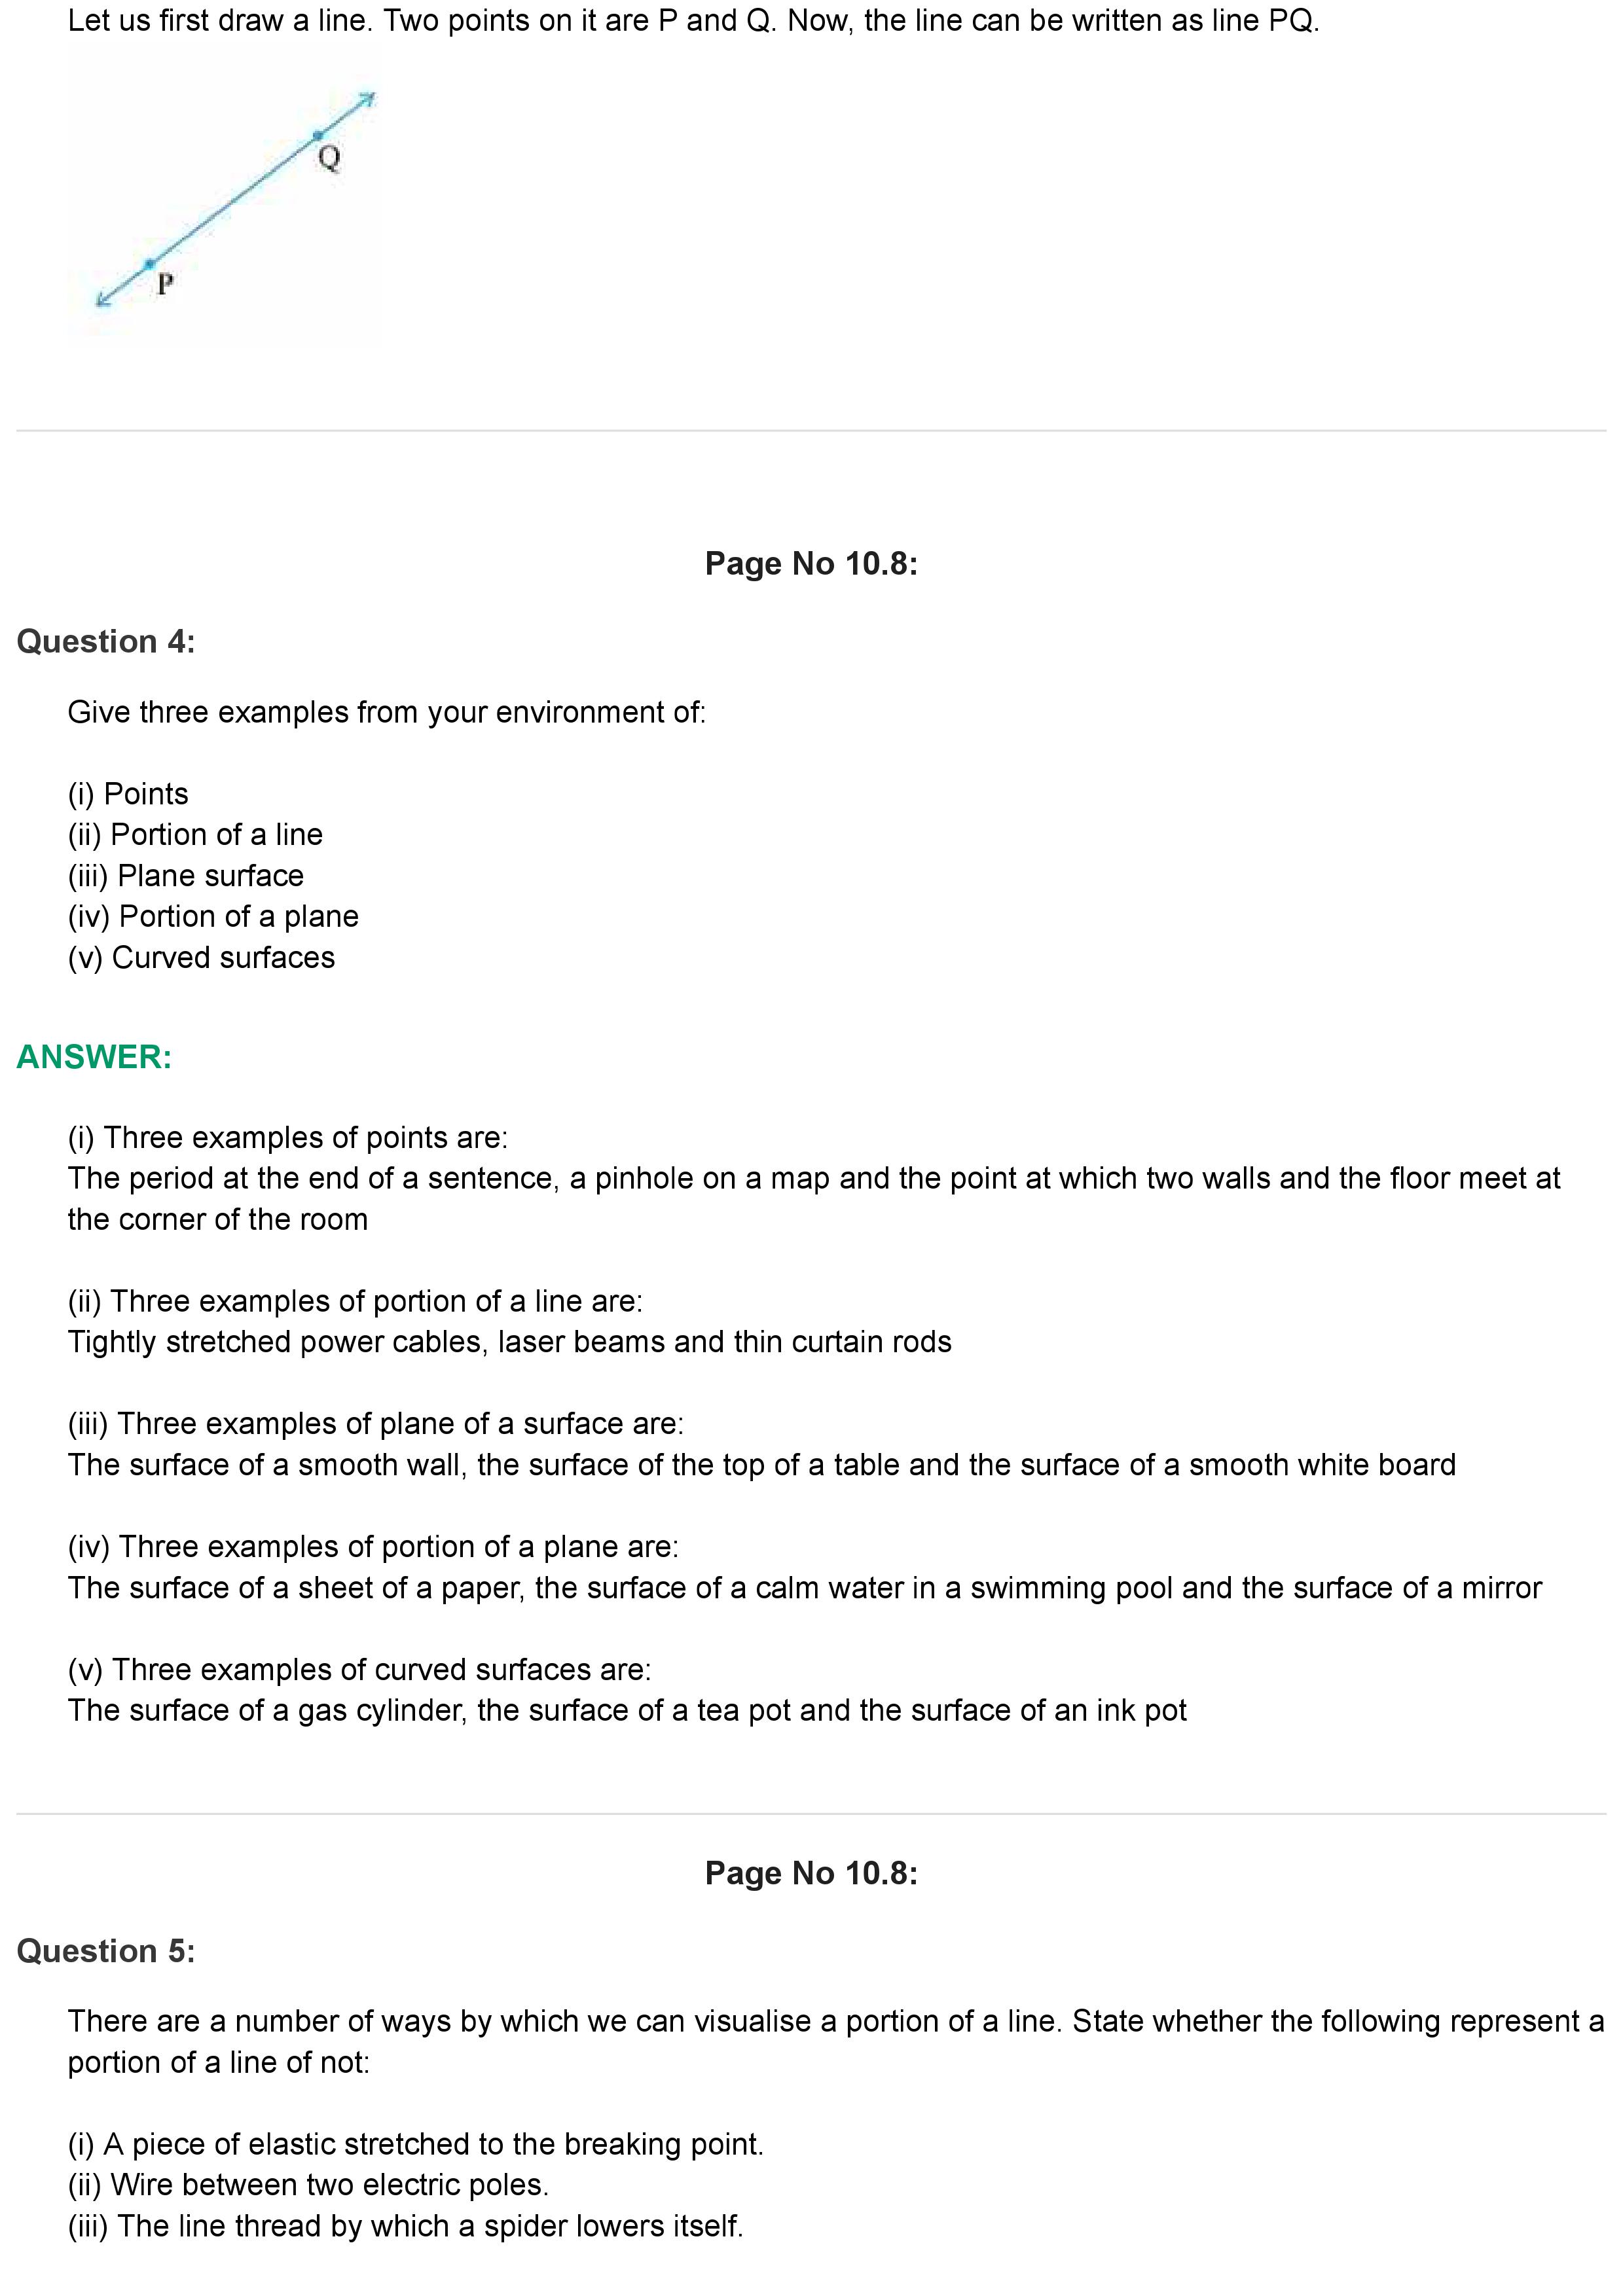 Let us first draw a line. Two points on it are P and Q. Now, the line can be written as line PQ.
Q
P
Page No 10.8:
Question 4:
Give three examples from your environment of:
(i) Points
(ii) Portion of a line
(iii) Plane surface
(iv) Portion of a plane
(v) Curved surfaces
ANSWER:
(i) Three examples of points are:
The period at the end of a sentence, a pinhole on a map and the point at which two walls and the floor meet at
the corner of the room
(ii) Three examples of portion of a line are:
Tightly stretched power cables, laser beams and thin curtain rods
(iii) Three examples of plane of a surface are:
The surface of a smooth wall, the surface of the top of a table and the surface of a smooth white board
(iv) Three examples of portion of a plane are:
The surface of a sheet of a paper, the surface of a calm water in a swimming pool and the surface of a mirror
(v) Three examples of curved surfaces are:
The surface of a gas cylinder, the surface of a tea pot and the surface of an ink pot
Page No 10.8:
Question 5:
There are a number of ways by which we can visualise a portion of a line. State whether the following represent a
portion of a line of not:
(i) A piece of elastic stretched to the breaking point.
(ii) Wire between two electric poles.
(iii) The line thread by which a spider lowers itself.